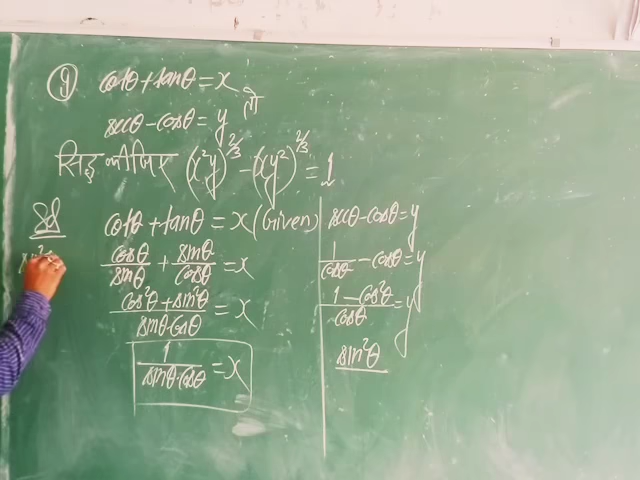 9) cotθ + tanθ = x
secθ - cosθ = y तो
सिद्ध कीजिए (x²y)^2/3 - (xy²)^2/3 = 1
Sol
cotθ + tanθ = x (Given)
cosθ/sinθ + sinθ/cosθ = x
cos²θ + sin²θ / sinθ·cosθ = x
1/sinθ·cosθ = x
secθ - cosθ = y
1/cosθ - cosθ = y
1 - cos²θ / cosθ = y
sin²θ